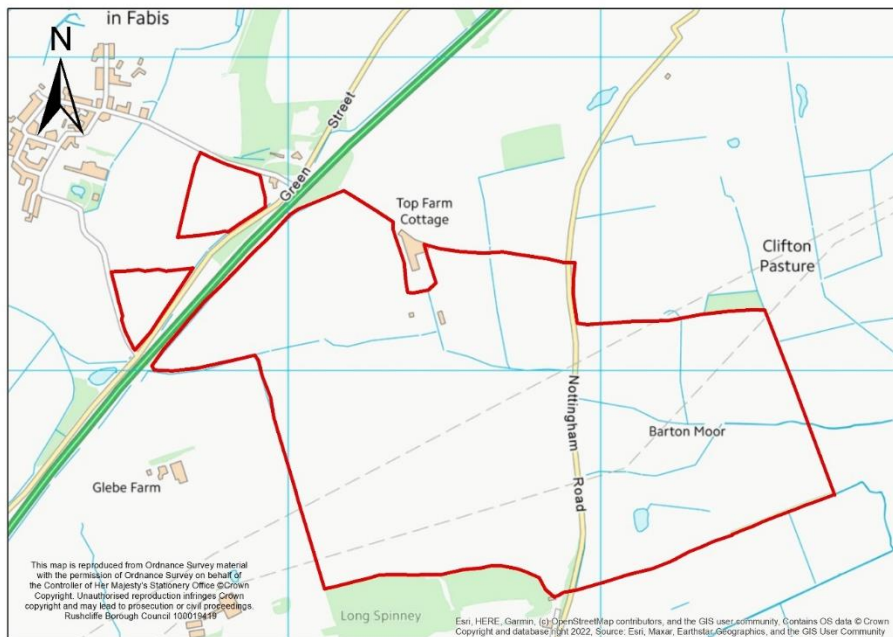 in Fabis
N
Green
Street
Top Farm
Cottage
Clifton
Pasture
Nottingham
Road
Barton Moor
Glebe Farm
Long Spinney
This map is reproduced from Ordnance Survey material
with the permission of Ordnance Survey on behalf of
the Controller of Her Majesty's Stationery Office ©Crown
Copyright. Unauthorised reproduction infringes Crown
copyright and may lead to prosecution or civil proceedings.
Rushcliffe Borough Council 100019419
Esri, HERE, Garmin, (c) OpenStreetMap contributors, and the GIS user community, Contains OS data © Crown
Copyright and database right 2022, Source: Esri, Maxar, Earthstar Geographics, and the GIS User Community